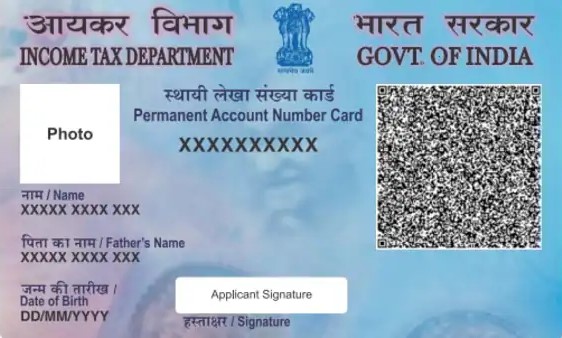 आयकर विभाग
INCOME TAX DEPARTMENT
सत्यमेव जयते
भारत सरकार
GOVT. OF INDIA
स्थायी लेखा संख्या कार्ड
Permanent Account Number Card
XXXXXXXXXX
Photo
नाम / Name
XXXXX XXXX XXX
पिता का नाम / Father's Name
XXXXX XXXX XXX
जन्म की तारीख /
Date of Birth
DD/MM/YYYY
Applicant Signature
हस्ताक्षर / Signature